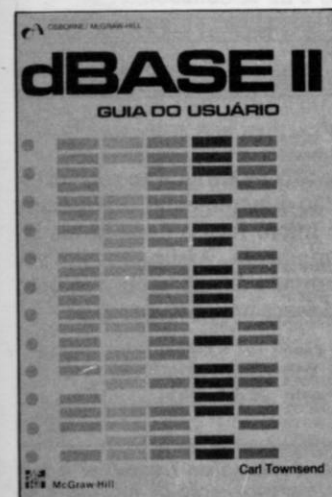 OSBORNE / McGRAW-HILL
dBASE II
GUIA DO USUÁRIO
Carl Townsend
McGraw-Hill